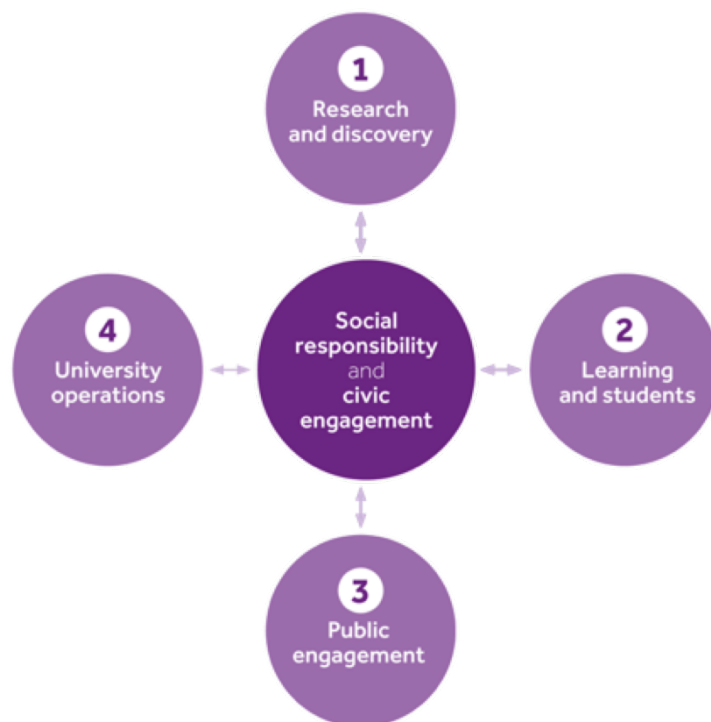 1
Research
and discovery
4
University
operations
Social
responsibility
and
civic
engagement
2
Learning
and students
3
Public
engagement